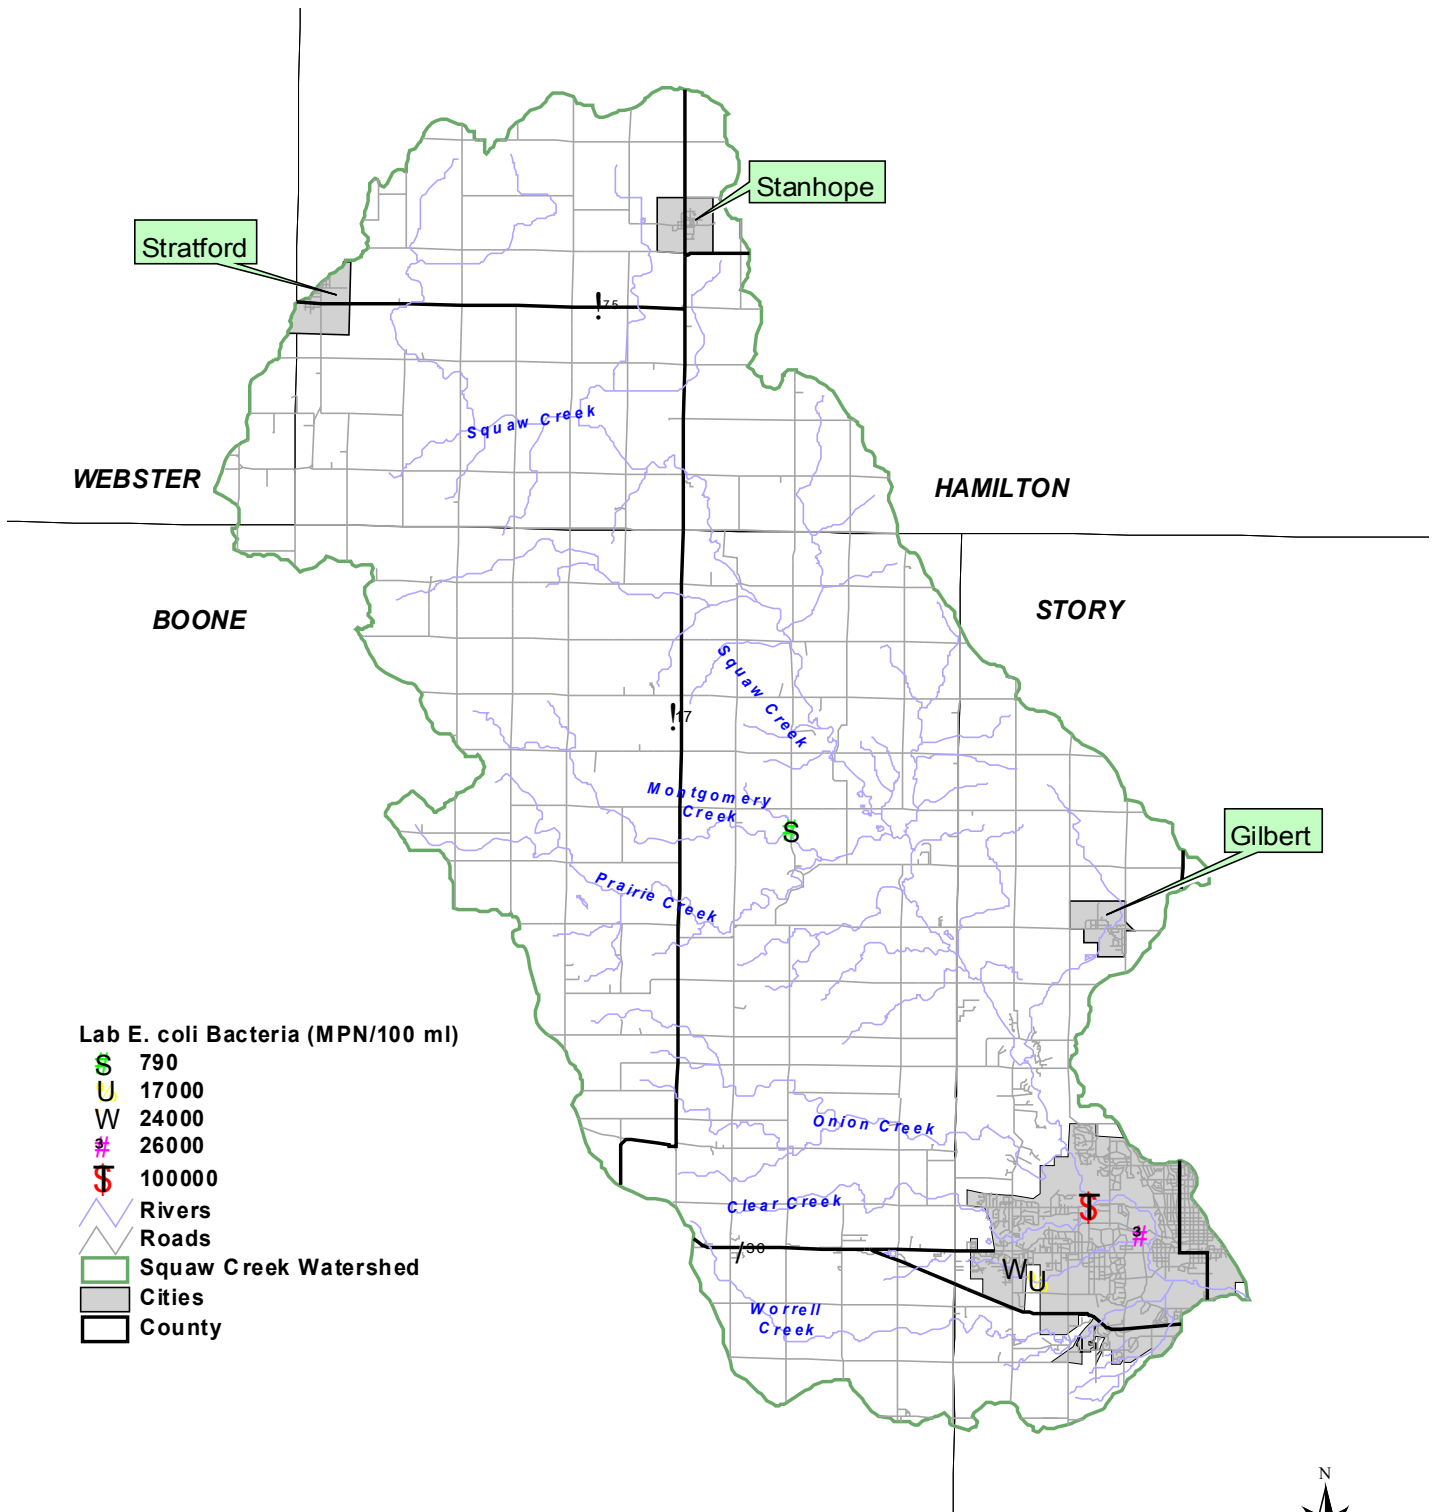 Stanhope
Stratford
75
Squaw Creek
WEBSTER
HAMILTON
BOONE
STORY
Squaw Creek
17
Montgomery
Creek
S
Gilbert
Prairie Creek
Lab E. coli Bacteria (MPN/100 ml)
S 790
U 17000
W 24000
# 26000
$ 100000
Rivers
Roads
Squaw Creek Watershed
Cities
County
Onion Creek
Clear Creek
$
#
W
U
Worrell
Creek
N